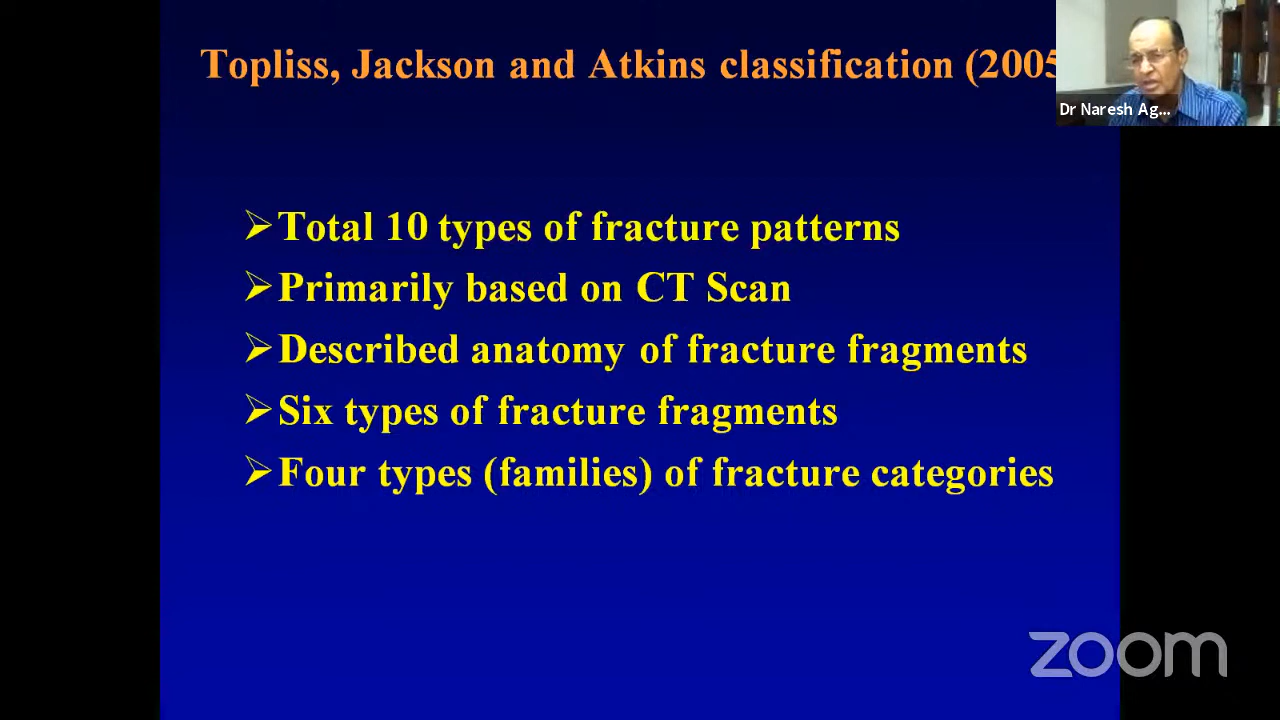 Topliss, Jackson and Atkins classification (2005
Dr Naresh Ag...
➢Total 10 types of fracture patterns
➢Primarily based on CT Scan
➢Described anatomy of fracture fragments
➢Six types of fracture fragments
➢Four types (families) of fracture categories
zoom